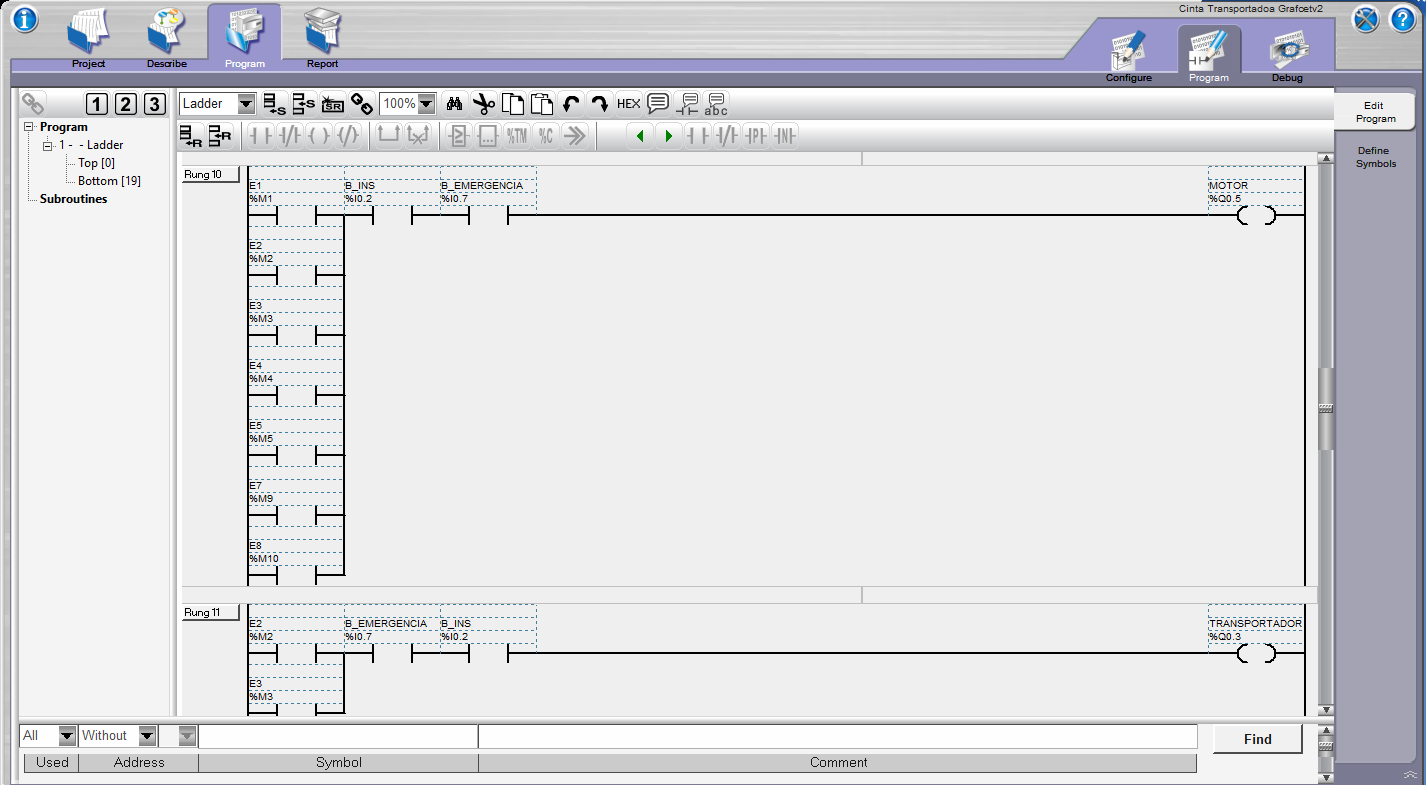 Cinta Transportadoa Grafcetv2
Project
Describe
Program
Report
Configure
Program
Debug
1 2 3
Ladder
100%
HEX
abc
%TM
%C
Edit
Program
Define
Symbols
Program
1 - - Ladder
Top [0]
Bottom [19]
Subroutines
Rung 10
E1
%M1
B_INS
%I0.2
B_EMERGENCIA
%I0.7
MOTOR
%Q0.5
E2
%M2
E3
%M3
E4
%M4
E5
%M5
E7
%M9
E8
%M10
Rung 11
E2
%M2
B_EMERGENCIA
%I0.7
B_INS
%I0.2
TRANSPORTADOR
%Q0.3
E3
%M3
All
Without
Find
Used
Address
Symbol
Comment